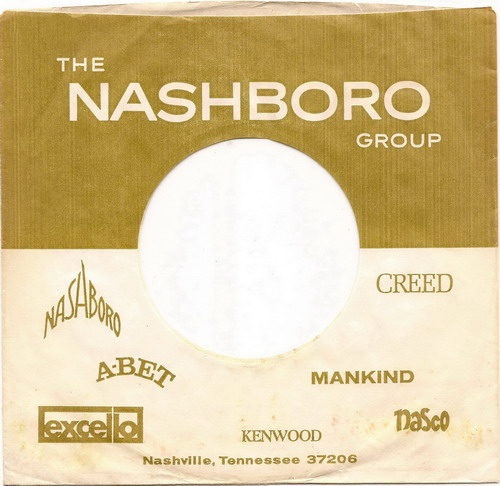 THE
NASHBORO
GROUP
NASHBORO
CREED
A-BET
MANKIND
excello
nasco
KENWOOD
Nashville, Tennessee 37206